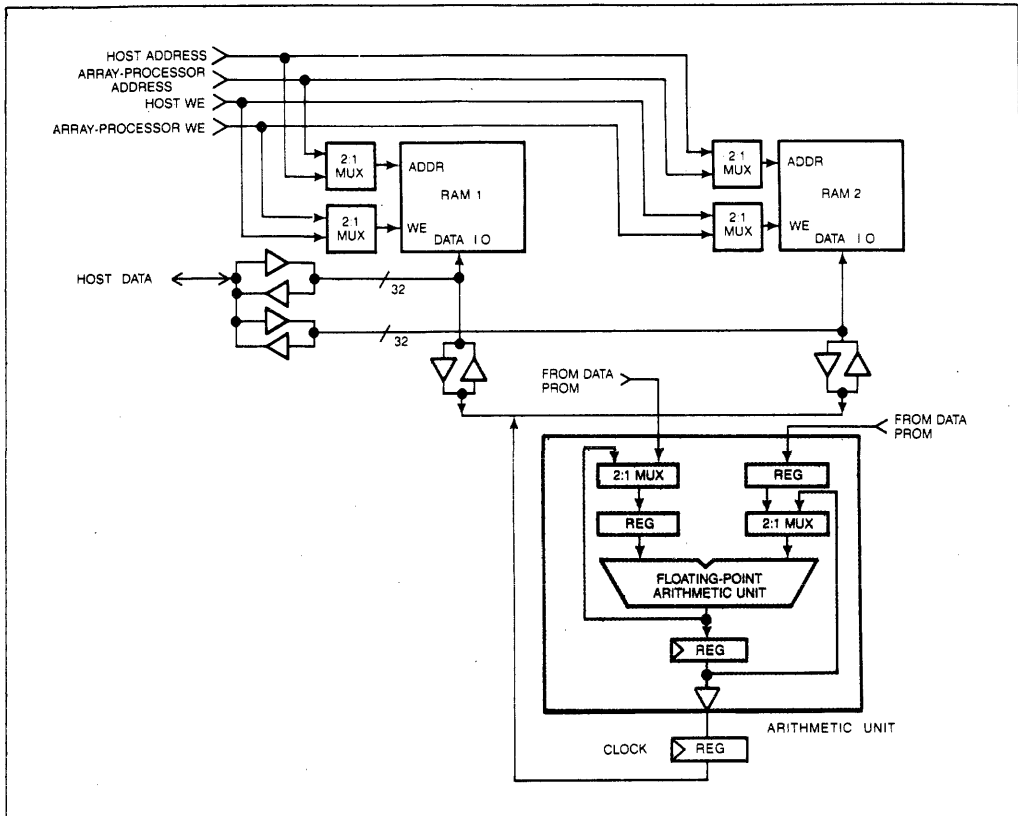 HOST ADDRESS
ARRAY-PROCESSOR
ADDRESS
HOST WE
ARRAY-PROCESSOR WE
2:1
MUX
ADDR
RAM 1
2:1
MUX
WE
DATA I O
2:1
MUX
ADDR
RAM 2
2:1
MUX
WE
DATA I O
HOST DATA
32
32
FROM DATA
PROM
FROM DATA
PROM
2:1 MUX
REG
REG
2:1 MUX
FLOATING-POINT
ARITHMETIC UNIT
REG
ARITHMETIC UNIT
CLOCK
REG